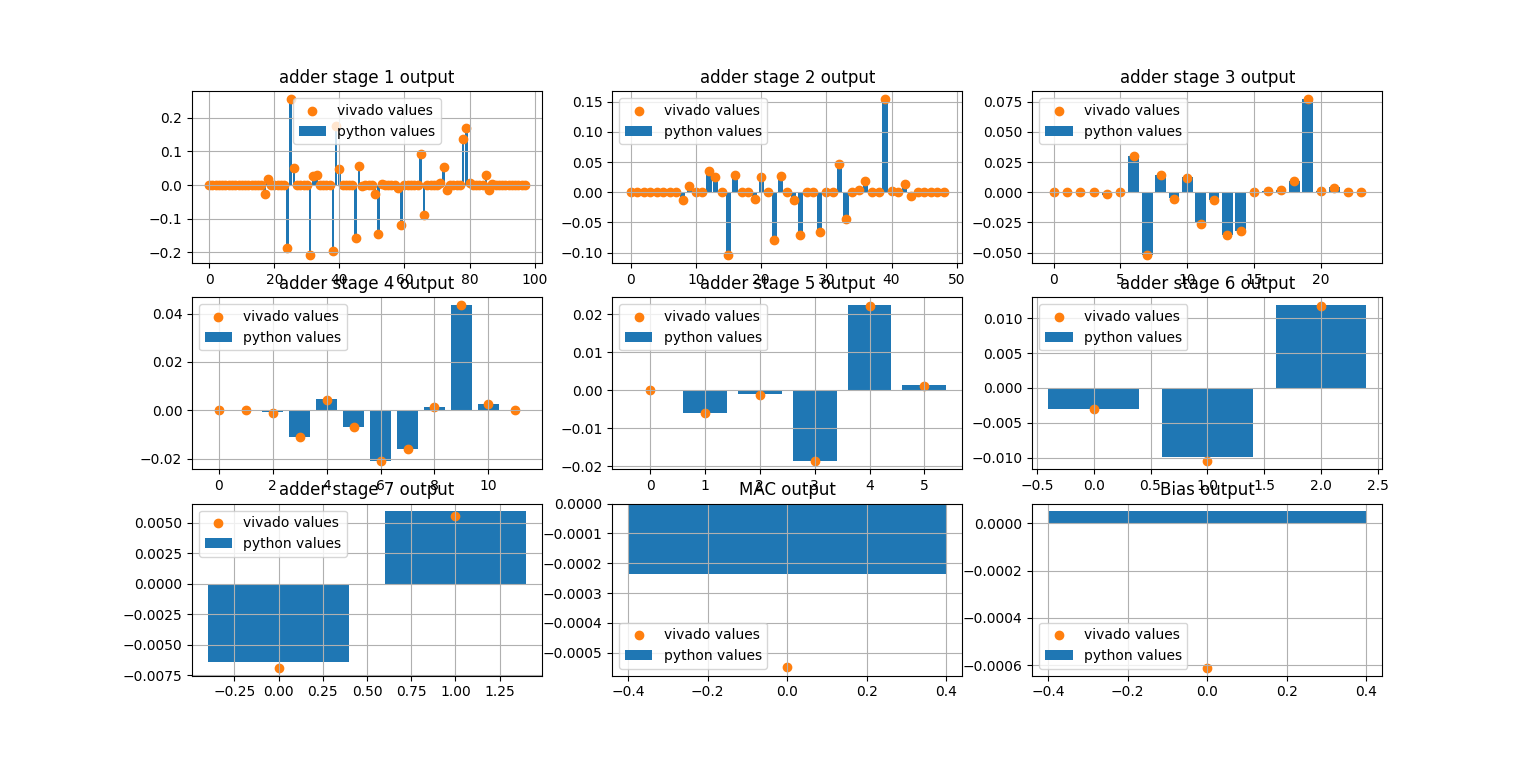 adder stage 1 output
vivado values
python values
0.2
0.1
0.0
−0.1
−0.2
0 20 40 60 80 100
adder stage 2 output
vivado values
python values
0.15
0.10
0.05
0.00
−0.05
−0.10
0 10 20 30 40 50
adder stage 3 output
vivado values
python values
0.075
0.050
0.025
0.000
−0.025
−0.050
0 5 10 15 20
adder stage 4 output
vivado values
python values
0.04
0.02
0.00
−0.02
0 2 4 6 8 10
adder stage 5 output
vivado values
python values
0.02
0.01
0.00
−0.01
−0.02
0 1 2 3 4 5
adder stage 6 output
vivado values
python values
0.010
0.005
0.000
−0.005
−0.010
−0.5 0.0 0.5 1.0 1.5 2.0 2.5
adder stage 7 output
vivado values
python values
0.0050
0.0025
0.0000
−0.0025
−0.0050
−0.0075
−0.25 0.00 0.25 0.50 0.75 1.00 1.25
MAC output
0.0000
−0.0001
−0.0002
−0.0003
−0.0004
−0.0005
vivado values
python values
−0.4 −0.2 0.0 0.2 0.4
Bias output
0.0000
−0.0002
−0.0004
−0.0006
vivado values
python values
−0.4 −0.2 0.0 0.2 0.4